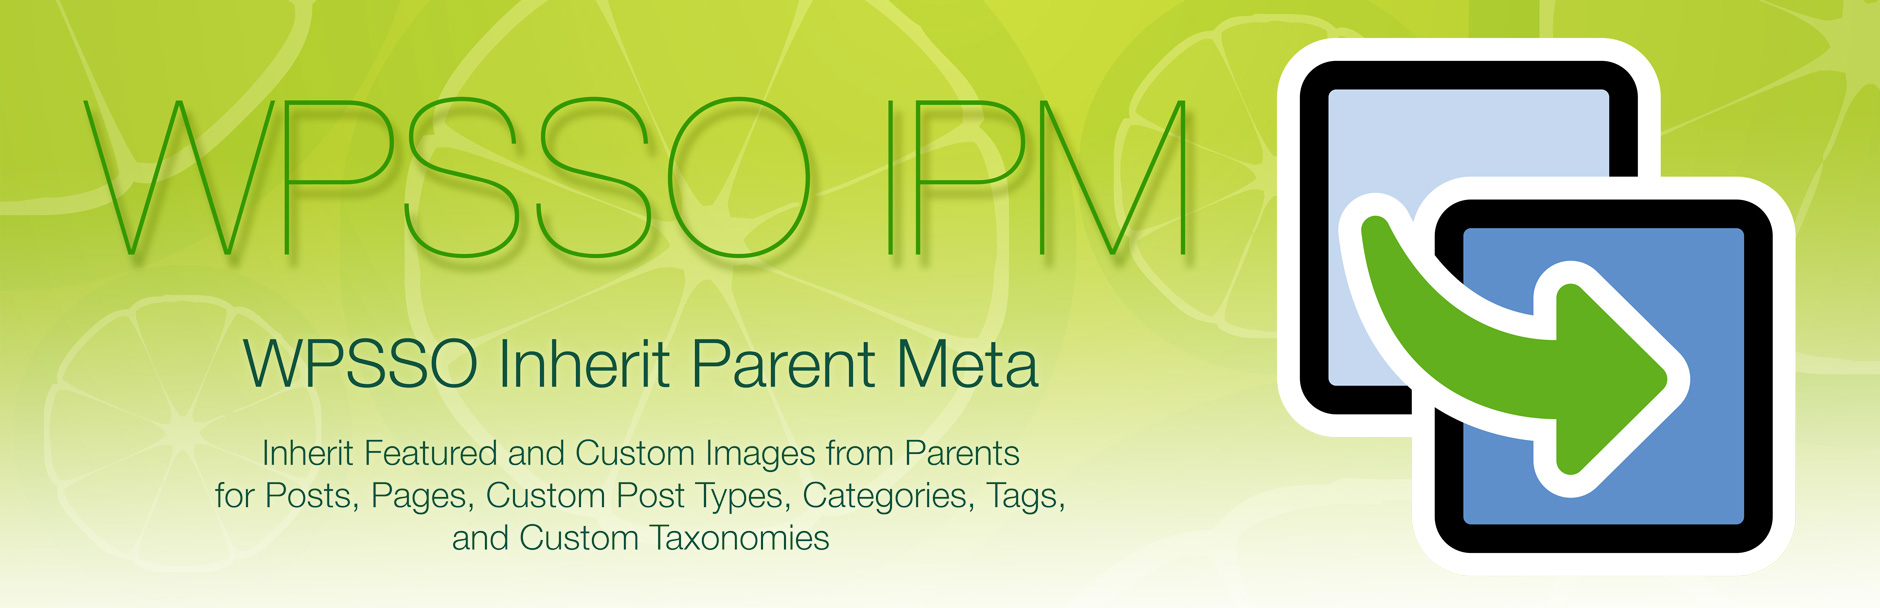 WPSSO IPM
WPSSO Inherit Parent Meta
Inherit Featured and Custom Images from Parents
for Posts, Pages, Custom Post Types, Categories, Tags,
and Custom Taxonomies